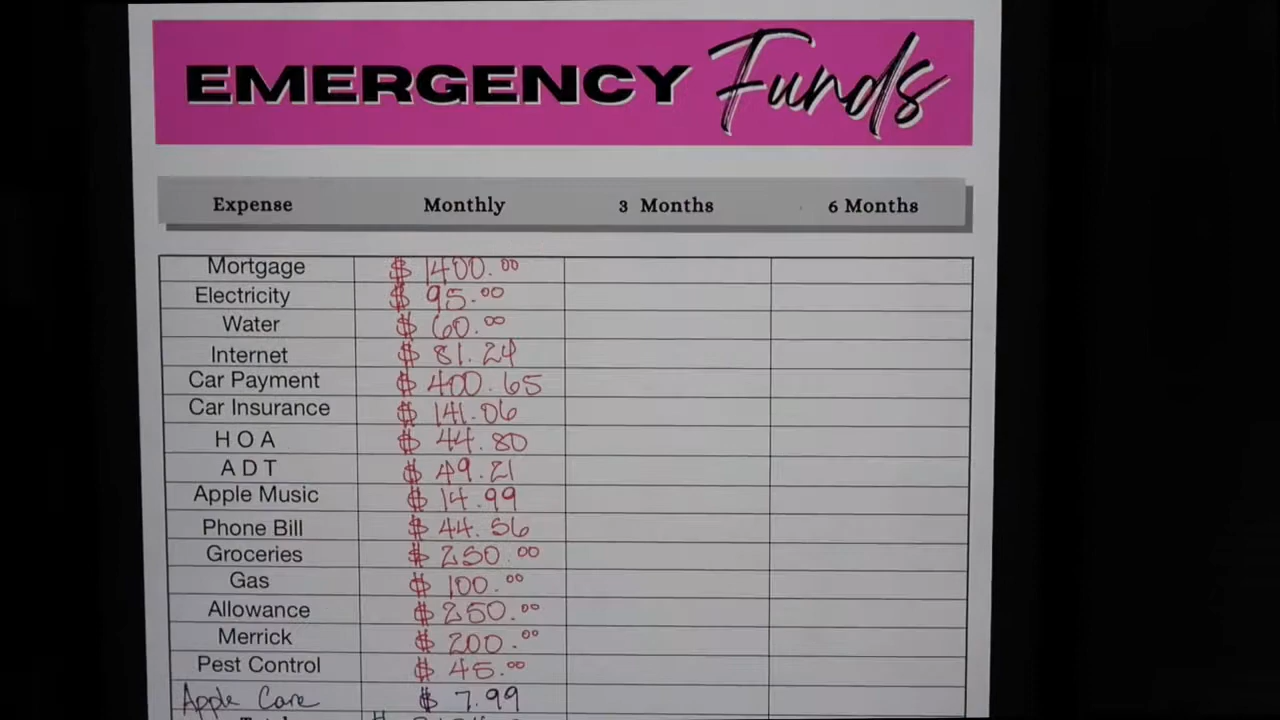 EMERGENCY Funds
Expense Monthly 3 Months 6 Months
Mortgage $ 1400.00
Electricity $ 95.00
Water $ 60.00
Internet $ 81.24
Car Payment $ 400.65
Car Insurance $ 141.06
H O A $ 44.80
A D T $ 49.21
Apple Music $ 14.99
Phone Bill $ 44.56
Groceries $ 250.00
Gas $ 100.00
Allowance $ 250.00
Merrick $ 200.00
Pest Control $ 45.00
Apple Care $ 7.99